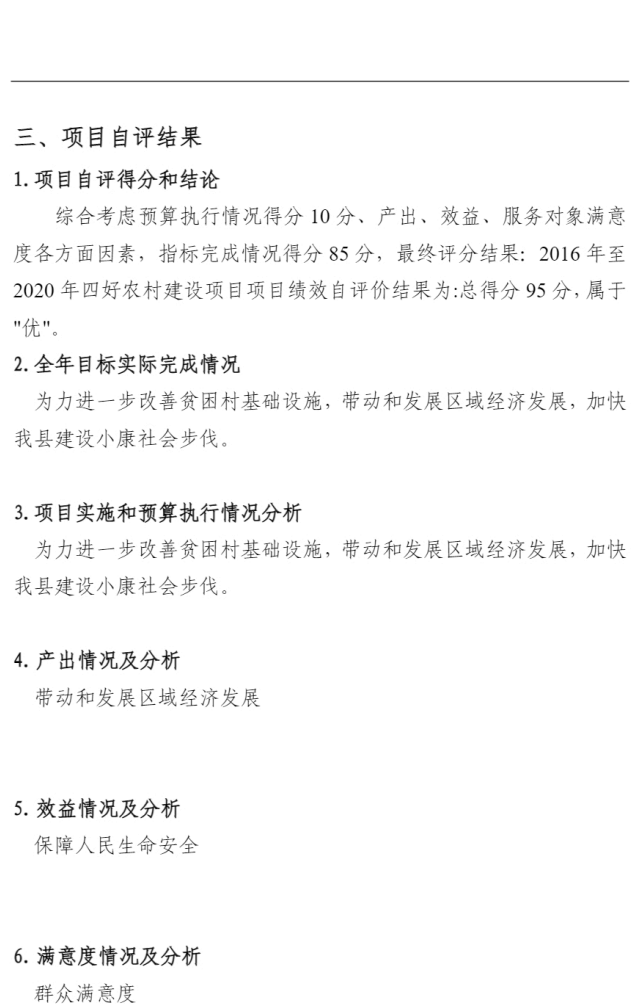 三、项目自评结果
1.项目自评得分和结论
综合考虑预算执行情况得分 10 分、产出、效益、服务对象满意
度各方面因素，指标完成情况得分 85 分，最终评分结果：2016 年至
2020 年四好农村建设项目项目绩效自评价结果为:总得分 95 分，属于
"优"。
2.全年目标实际完成情况
为力进一步改善贫困村基础设施，带动和发展区域经济发展，加快
我县建设小康社会步伐。
3.项目实施和预算执行情况分析
为力进一步改善贫困村基础设施，带动和发展区域经济发展，加快
我县建设小康社会步伐。
4.产出情况及分析
带动和发展区域经济发展
5.效益情况及分析
保障人民生命安全
6.满意度情况及分析
群众满意度